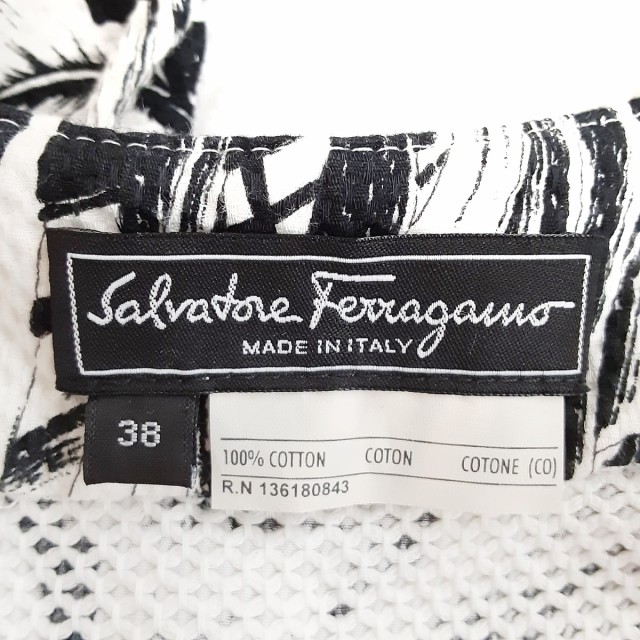 Salvatore Ferragamo
MADE IN ITALY
38
100% COTTON COTON COTONE (CO)
R.N 136180843